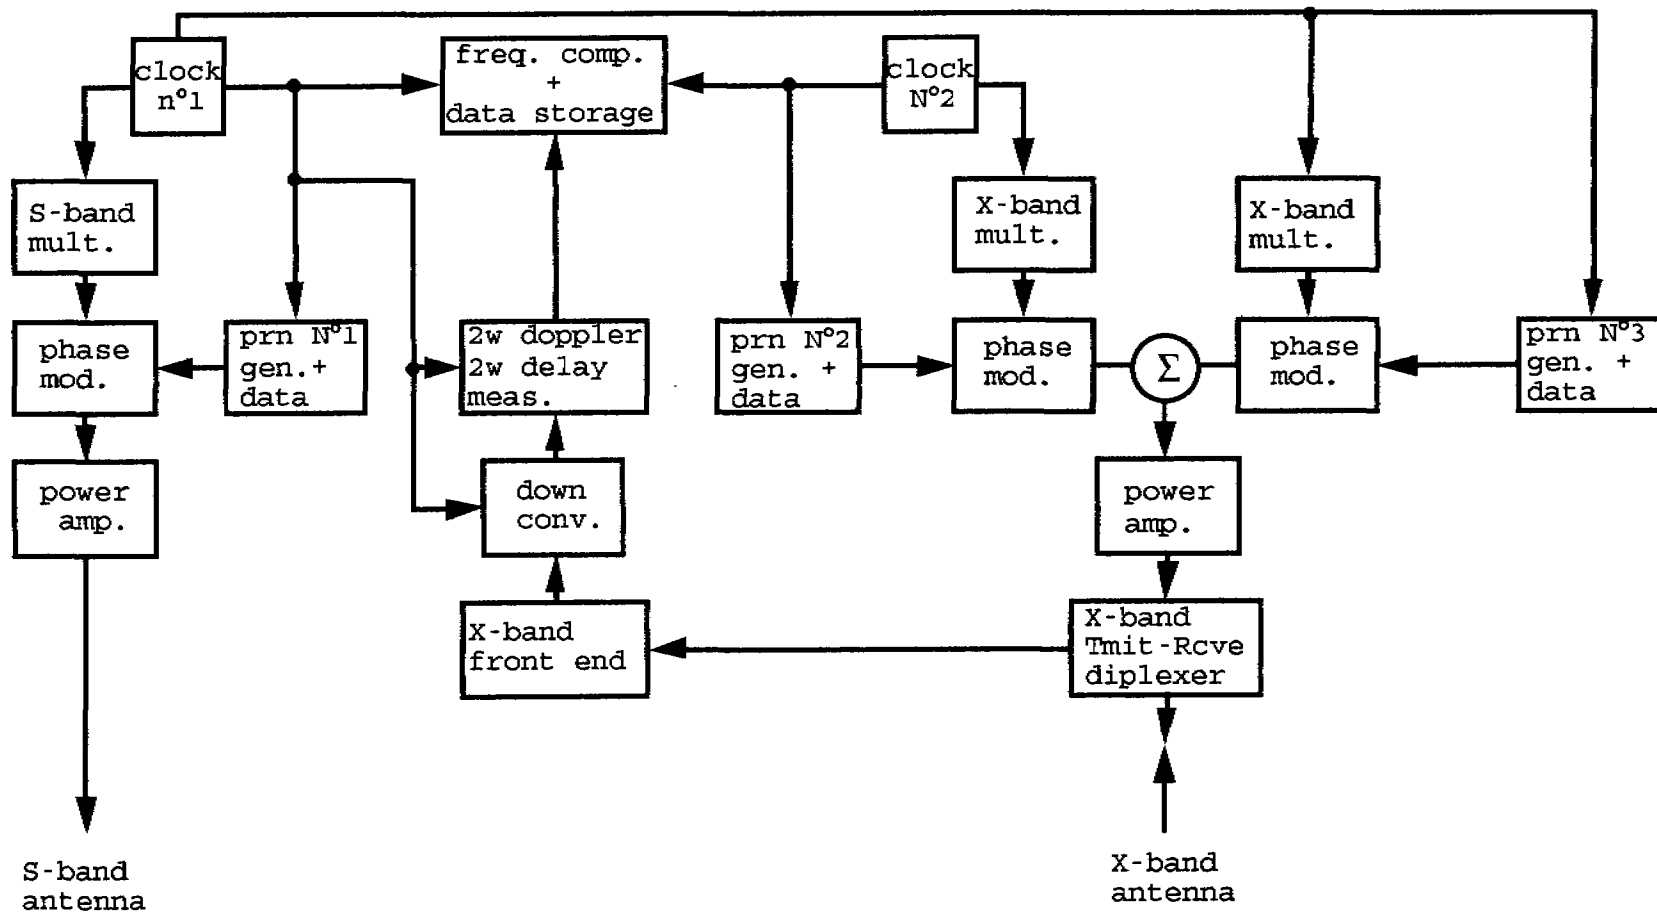 clock
n°1
freq. comp.
+
data storage
clock
N°2
S-band
mult.
X-band
mult.
X-band
mult.
phase
mod.
prn N°1
gen.+
data
2w doppler
2w delay
meas.
prn N°2
gen. +
data
phase
mod.
Σ
phase
mod.
prn N°3
gen. +
data
power
amp.
down
conv.
power
amp.
X-band
front end
X-band
Tmit-Rcve
diplexer
S-band
antenna
X-band
antenna